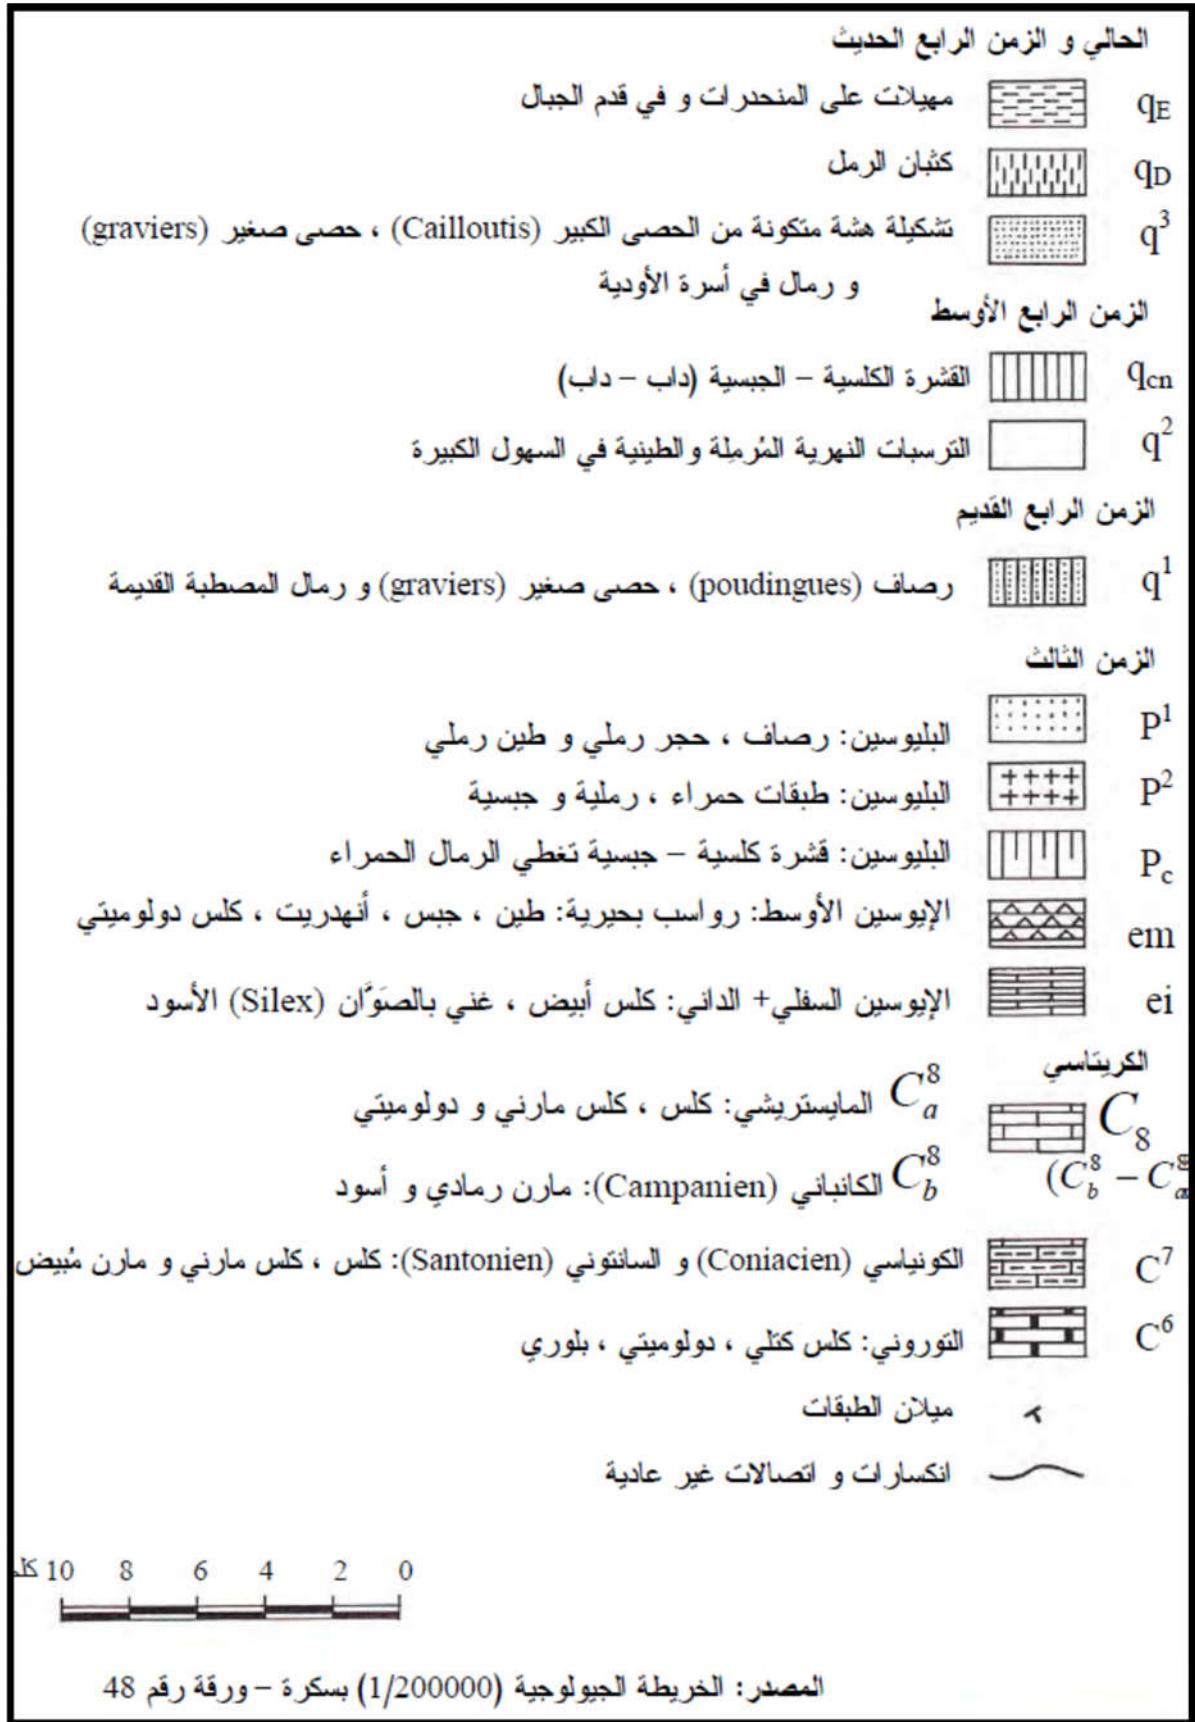 الحالي و الزمن الرابع الحديث
qE مهيلات على المنحدرات و في قدم الجبال
qD كثبان الرمل
q3 تشكيلة هشة متكونة من الحصى الكبير (Cailloutis) ، حصى صغير (graviers)
و رمال في أسرة الأودية
الزمن الرابع الأوسط
qcn القشرة الكلسية – الجبسية (داب – داب)
q2 الترسبات النهرية المُرمِلة والطينية في السهول الكبيرة
الزمن الرابع القديم
q1 رصاف (poudingues) ، حصى صغير (graviers) و رمال المصطبة القديمة
الزمن الثالث
P1 البليوسين: رصاف ، حجر رملي و طين رملي
P2 البليوسين: طبقات حمراء ، رملية و جبسية
Pc البليوسين: قشرة كلسية – جبسية تغطي الرمال الحمراء
em الإيوسين الأوسط: رواسب بحيرية: طين ، جبس ، أنهدريت ، كلس دولوميتي
ei الإيوسين السفلي+ الداني: كلس أبيض ، غني بالصَوَّان (Silex) الأسود
الكريتاسي
C8 C8a المايستريشي: كلس ، كلس مارني و دولوميتي
(C8b – C8a C8b الكانباني (Campanien): مارن رمادي و أسود
C7 الكونياسي (Coniacien) و السانتوني (Santonien): كلس ، كلس مارني و مارن مُبيض
C6 التوروني: كلس كتلي ، دولوميتي ، بلوري
ميلان الطبقات
انكسارات و اتصالات غير عادية
0 2 4 6 8 10
المصدر: الخريطة الجيولوجية (1/200000) بسكرة – ورقة رقم 48